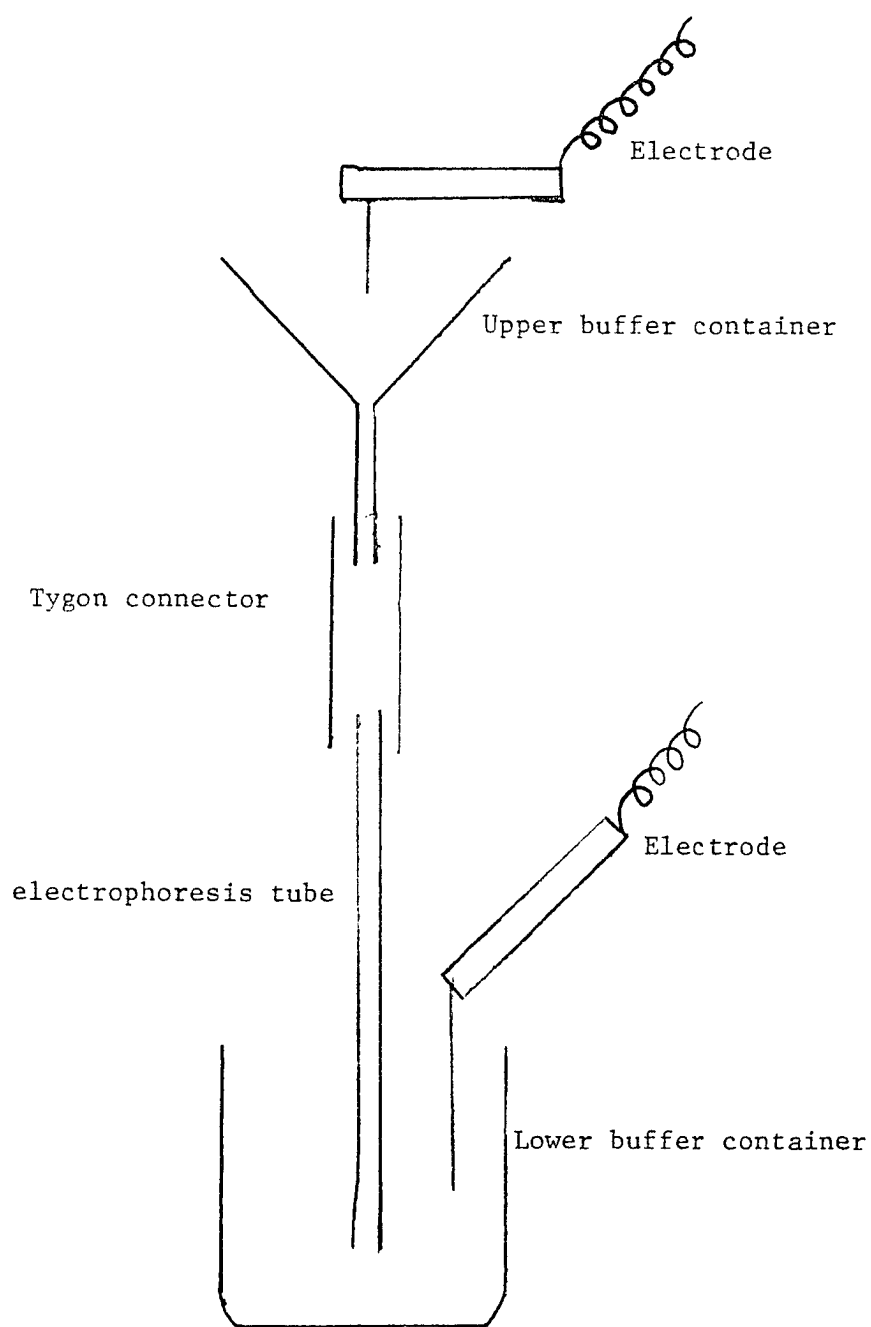 Electrode
Upper buffer container
Tygon connector
Electrode
electrophoresis tube
Lower buffer container